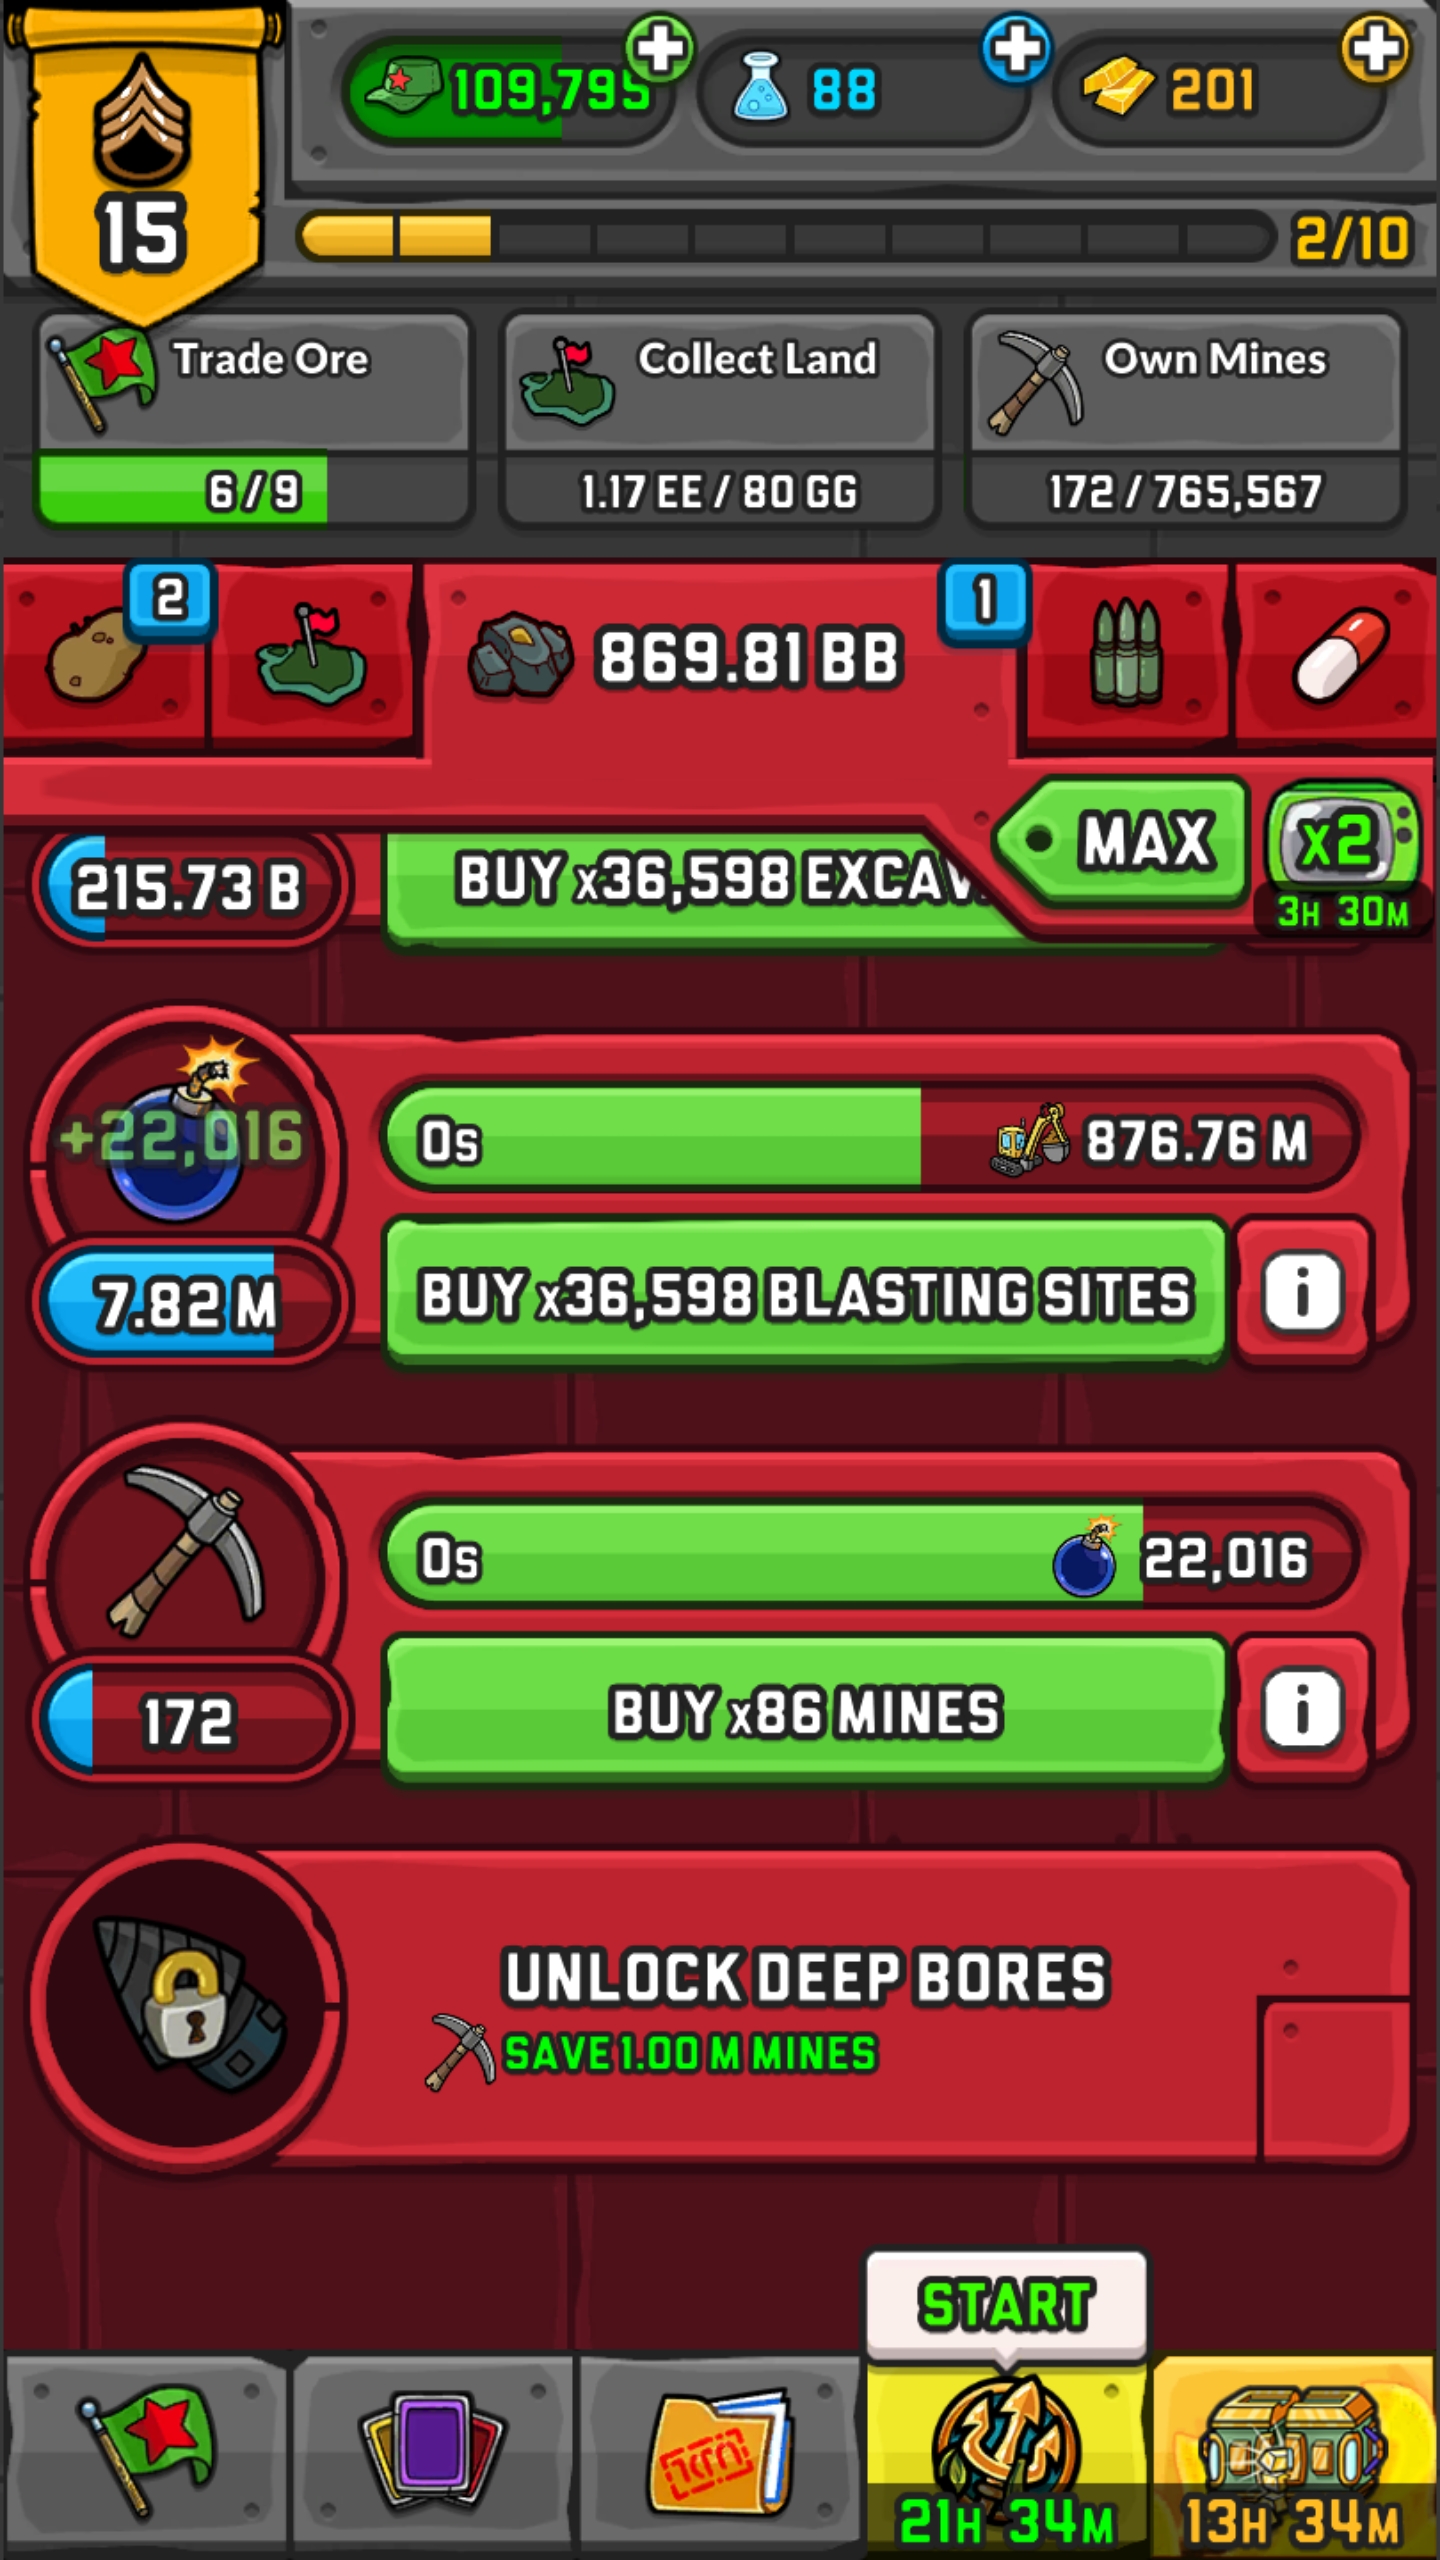 15
109,795
88
201
2/10
Trade Ore
Collect Land
Own Mines
6/9
1.17 EE / 80 GG
172 / 765,567
2
869.81 BB
1
MAX
x2
3H 30M
215.73 B
BUY x36,598 EXCAV
+22,016
0s
876.76 M
7.82 M
BUY x36,598 BLASTING SITES
i
0s
22,016
172
BUY x86 MINES
i
UNLOCK DEEP BORES
SAVE 1.00 M MINES
START
21H 34M
13H 34M